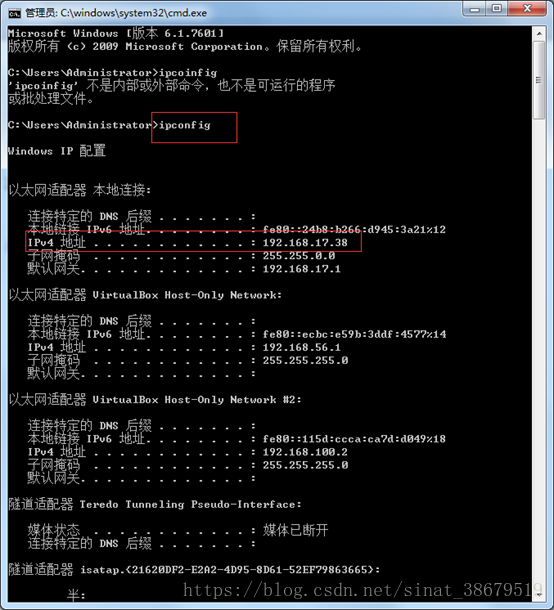 管理员: C:\windows\system32\cmd.exe
Microsoft Windows [版本 6.1.7601]
版权所有 (c) 2009 Microsoft Corporation。保留所有权利。
C:\Users\Administrator>ipcoinfig
'ipcoinfig' 不是内部或外部命令，也不是可运行的程序
或批处理文件。
C:\Users\Administrator>ipconfig
Windows IP 配置
以太网适配器 本地连接:
连接特定的 DNS 后缀 . . . . . . . :
本地链接 IPv6 地址. . . . . . . . : fe80::24b8:b266:d945:3a21%12
IPv4 地址 . . . . . . . . . . . . : 192.168.17.38
子网掩码 . . . . . . . . . . . . : 255.255.0.0
默认网关. . . . . . . . . . . . . : 192.168.17.1
以太网适配器 VirtualBox Host-Only Network:
连接特定的 DNS 后缀 . . . . . . . :
本地链接 IPv6 地址. . . . . . . . : fe80::ecbc:e59b:3ddf:4577%14
IPv4 地址 . . . . . . . . . . . . : 192.168.56.1
子网掩码 . . . . . . . . . . . . : 255.255.255.0
默认网关. . . . . . . . . . . . . :
以太网适配器 VirtualBox Host-Only Network #2:
连接特定的 DNS 后缀 . . . . . . . :
本地链接 IPv6 地址. . . . . . . . : fe80::115d:ccca:ca7d:d049%18
IPv4 地址 . . . . . . . . . . . . : 192.168.100.2
子网掩码 . . . . . . . . . . . . : 255.255.255.0
默认网关. . . . . . . . . . . . . :
隧道适配器 Teredo Tunneling Pseudo-Interface:
媒体状态 . . . . . . . . . . . . : 媒体已断开
连接特定的 DNS 后缀 . . . . . . . :
隧道适配器 isatap.{21620DF2-E2A2-4D95-8D61-52EF79863665}:
半:
https://blog.csdn.net/sinat_38679519